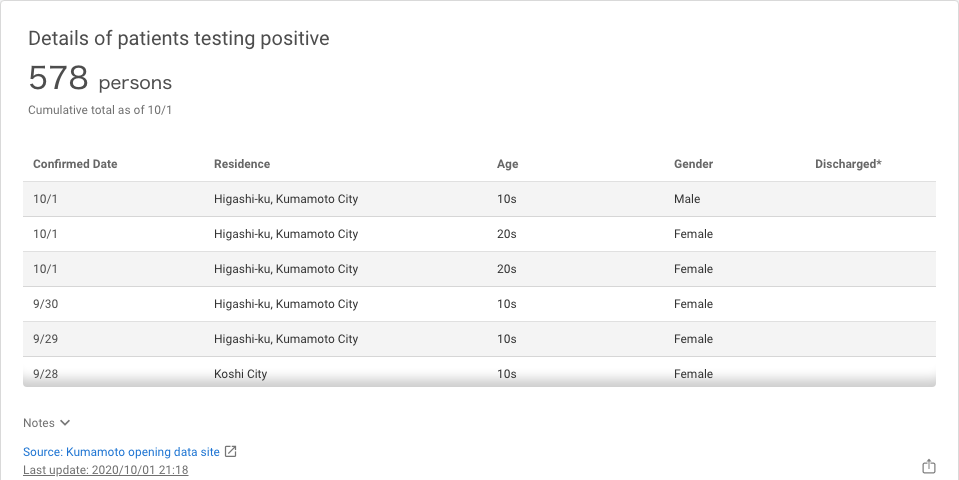 Details of patients testing positive
578 persons
Cumulative total as of 10/1
Confirmed Date Residence Age Gender Discharged*
10/1 Higashi-ku, Kumamoto City 10s Male
10/1 Higashi-ku, Kumamoto City 20s Female
10/1 Higashi-ku, Kumamoto City 20s Female
9/30 Higashi-ku, Kumamoto City 10s Female
9/29 Higashi-ku, Kumamoto City 10s Female
9/28 Koshi City 10s Female
Notes
Source: Kumamoto opening data site
Last update: 2020/10/01 21:18